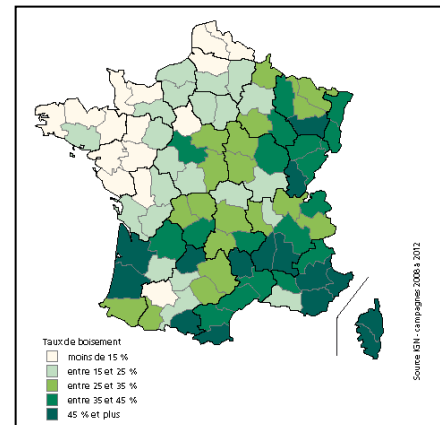 Taux de boisement
moins de 15 %
entre 15 et 25 %
entre 25 et 35 %
entre 35 et 45 %
45 % et plus
Source IGN - campagnes 2008 à 2012